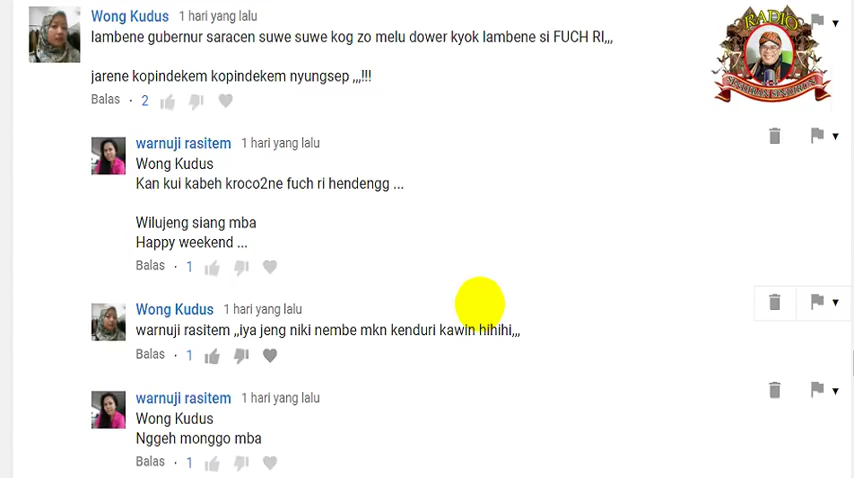 Wong Kudus 1 hari yang lalu
lambene gubernur saracen suwe suwe kog zo melu dower kyok lambene si FUCH RI,,,
jarene kopindekem kopindekem nyungsep ,,,!!!
Balas · 2
RADIO
warnuji rasitem 1 hari yang lalu
Wong Kudus
Kan kui kabeh kroco2ne fuch ri hendengg ...
Wilujeng siang mba
Happy weekend ...
Balas · 1
Wong Kudus 1 hari yang lalu
warnuji rasitem ,,iya jeng niki nembe mkn kenduri kawin hihihi,,,
Balas · 1
warnuji rasitem 1 hari yang lalu
Wong Kudus
Nggeh monggo mba
Balas · 1